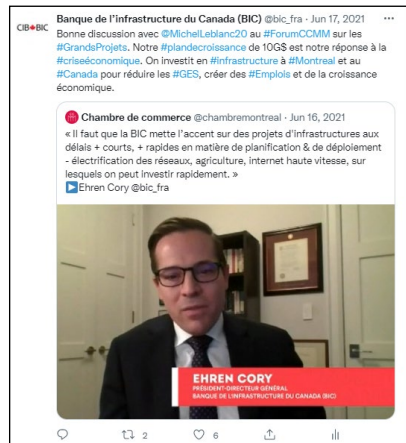 Banque de l'infrastructure du Canada (BIC) @bic_fra · Jun 17, 2021 ···
CIB BIC
Bonne discussion avec @MichelLeblanc20 au #ForumCCMM sur les
#GrandsProjets. Notre #plandecroissance de 10G$ est notre réponse à la
#criseéconomique. On investit en #infrastructure à #Montreal et au
#Canada pour réduire les #GES, créer des #Emplois et de la croissance
économique.
Chambre de commerce @chambremontreal · Jun 16, 2021
« Il faut que la BIC mette l'accent sur des projets d'infrastructures aux
délais + courts, + rapides en matière de planification & de déploiement
- électrification des réseaux, agriculture, internet haute vitesse, sur
lesquels on peut investir rapidement. »
Ehren Cory @bic_fra
EHREN CORY
PRÉSIDENT-DIRECTEUR GÉNÉRAL
BANQUE DE L'INFRASTRUCTURE DU CANADA (BIC)
2 6